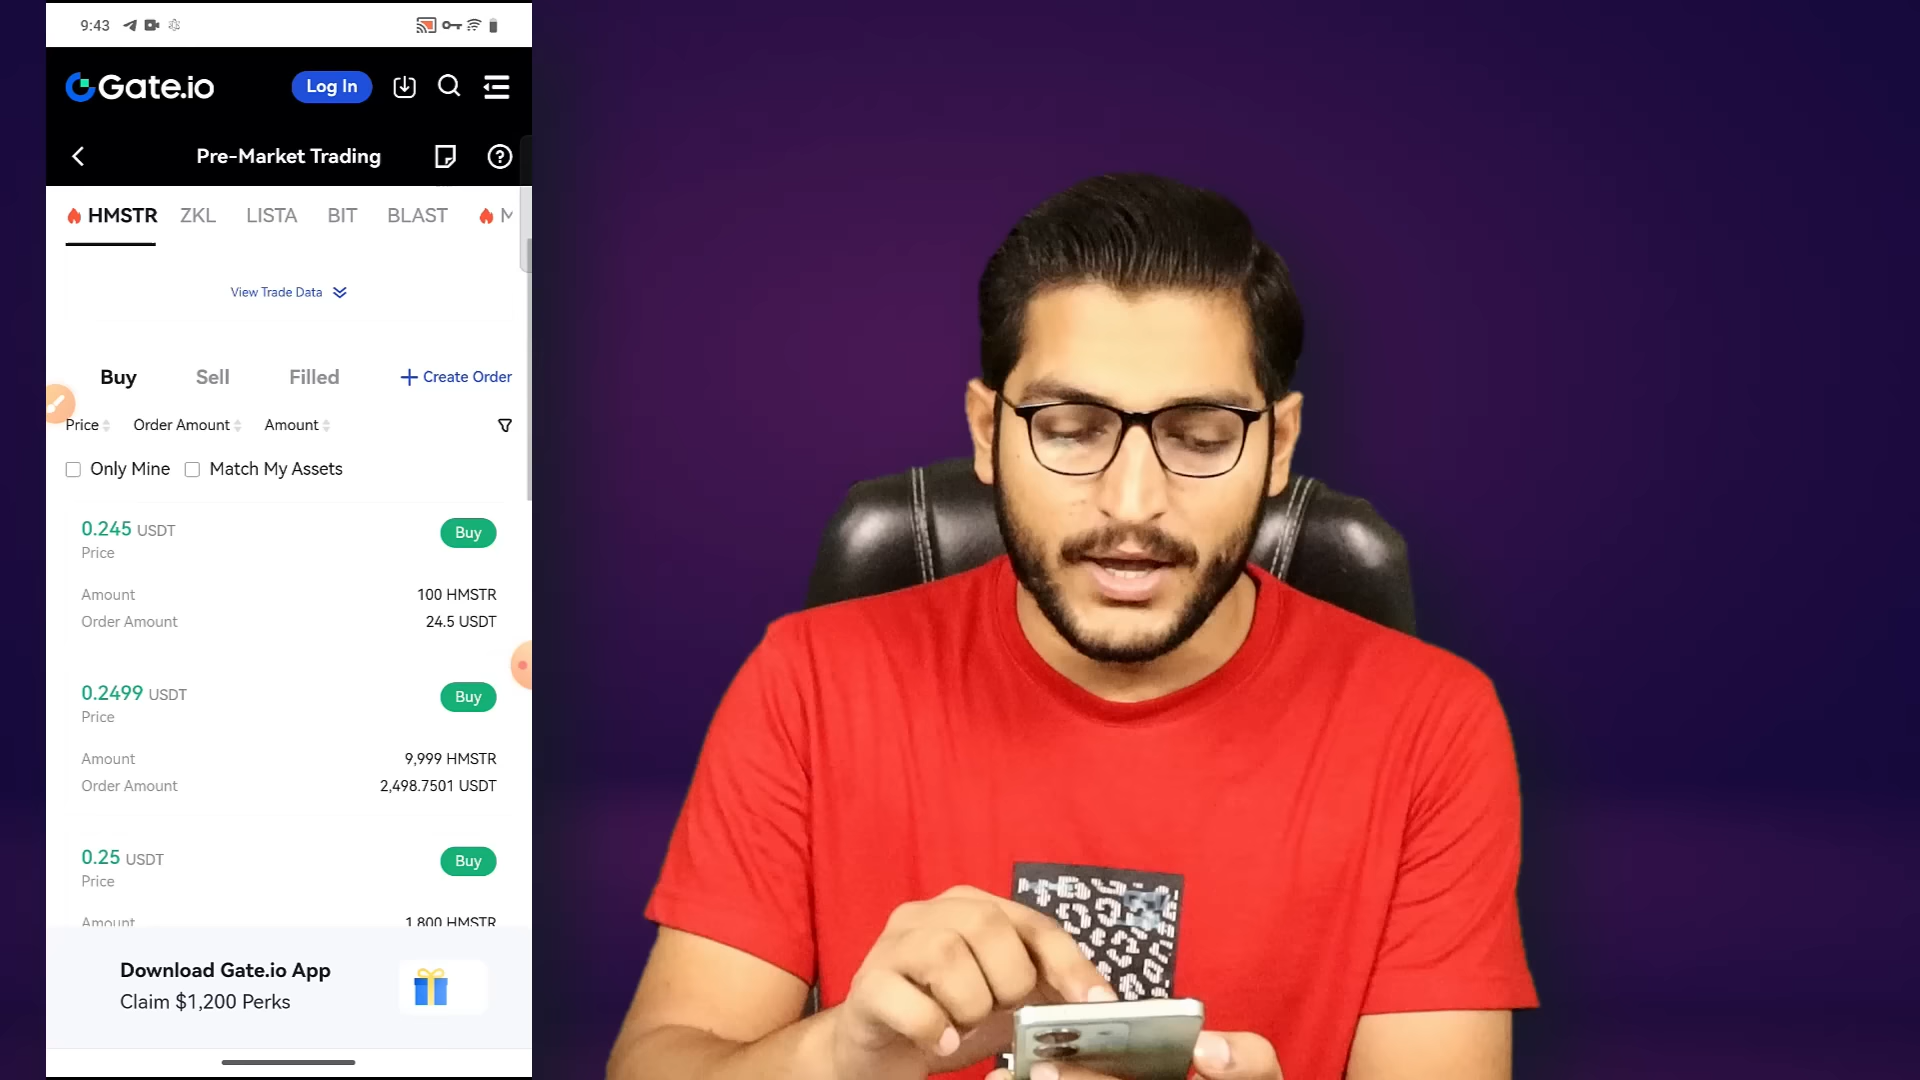 9:43
Gate.io
Log In
Pre-Market Trading
HMSTR ZKL LISTA BIT BLAST
View Trade Data
Buy Sell Filled + Create Order
Price Order Amount Amount
Only Mine Match My Assets
0.245 USDT Buy
Price
Amount 100 HMSTR
Order Amount 24.5 USDT
0.2499 USDT Buy
Price
Amount 9,999 HMSTR
Order Amount 2,498.7501 USDT
0.25 USDT Buy
Price
Amount 1,800 HMSTR
Download Gate.io App
Claim $1,200 Perks